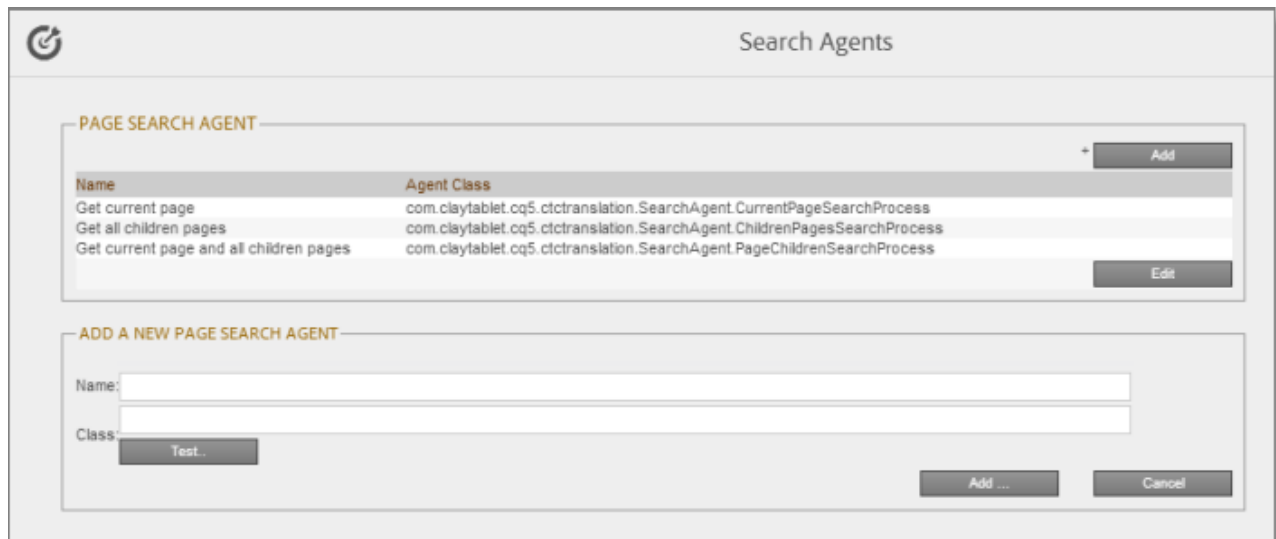 Search Agents
PAGE SEARCH AGENT
+ Add
Name Agent Class
Get current page com.claytablet.cq5.ctctranslation.SearchAgent.CurrentPageSearchProcess
Get all children pages com.claytablet.cq5.ctctranslation.SearchAgent.ChildrenPagesSearchProcess
Get current page and all children pages com.claytablet.cq5.ctctranslation.SearchAgent.PageChildrenSearchProcess
Edit
ADD A NEW PAGE SEARCH AGENT
Name:
Class:
Test..
Add ... Cancel